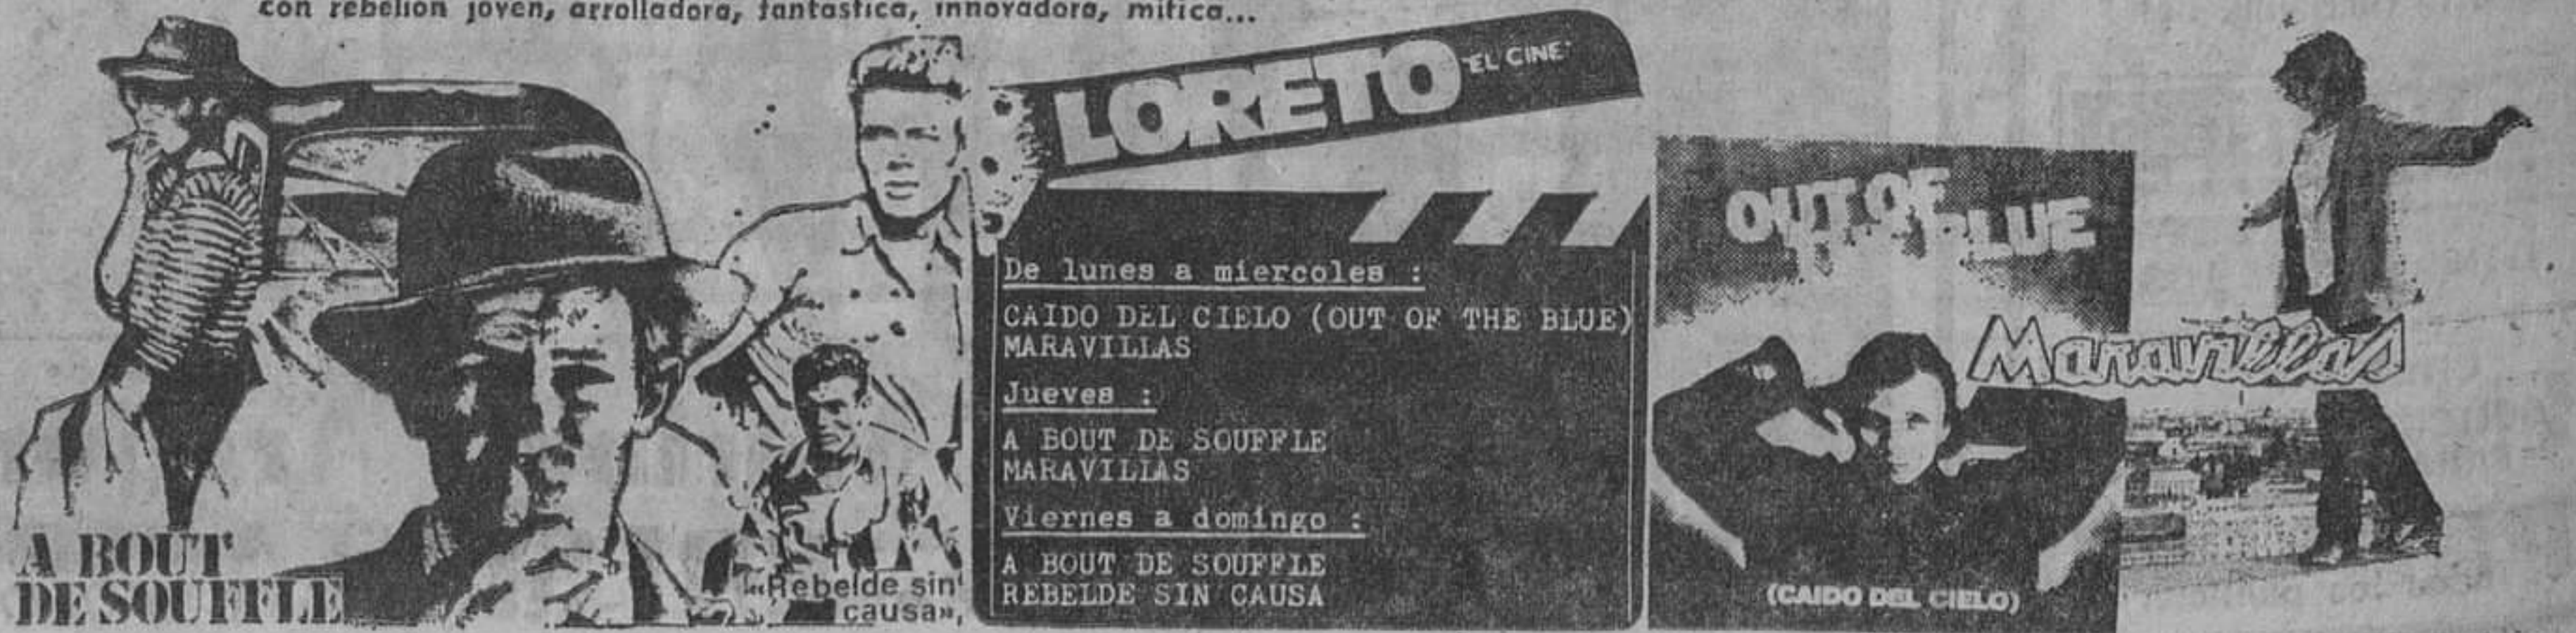 con rebelión joven, arrolladora, fantástica, innovadora, mítica...
LORETO "EL CINE"
De lunes a miercoles :
CAIDO DEL CIELO (OUT OF THE BLUE)
MARAVILLAS
Jueves :
A BOUT DE SOUFFLE
MARAVILLAS
Viernes a domingo :
A BOUT DE SOUFFLE
REBELDE SIN CAUSA
A BOUT
DE SOUFFLE
«Rebelde sin
causa»,
OUT OF
BLUE
Maravillas
(CAIDO DEL CIELO)